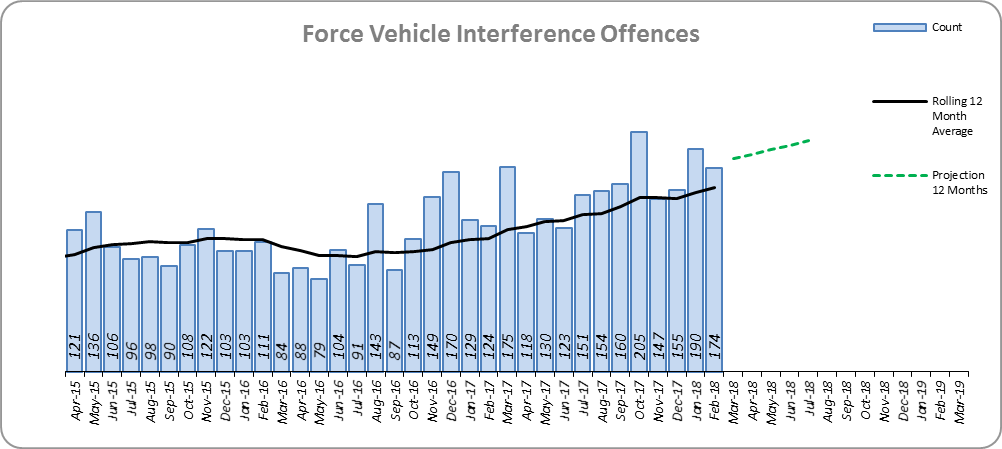 Force Vehicle Interference Offences
Count
Rolling 12
Month
Average
Projection
12 Months
121
136
106
96
98
90
108
122
103
103
111
84
88
79
104
91
143
87
113
149
170
129
124
175
118
130
123
151
154
160
205
147
155
190
174
Apr-15
May-15
Jun-15
Jul-15
Aug-15
Sep-15
Oct-15
Nov-15
Dec-15
Jan-16
Feb-16
Mar-16
Apr-16
May-16
Jun-16
Jul-16
Aug-16
Sep-16
Oct-16
Nov-16
Dec-16
Jan-17
Feb-17
Mar-17
Apr-17
May-17
Jun-17
Jul-17
Aug-17
Sep-17
Oct-17
Nov-17
Dec-17
Jan-18
Feb-18
Mar-18
Apr-18
May-18
Jun-18
Jul-18
Aug-18
Sep-18
Oct-18
Nov-18
Dec-18
Jan-19
Feb-19
Mar-19